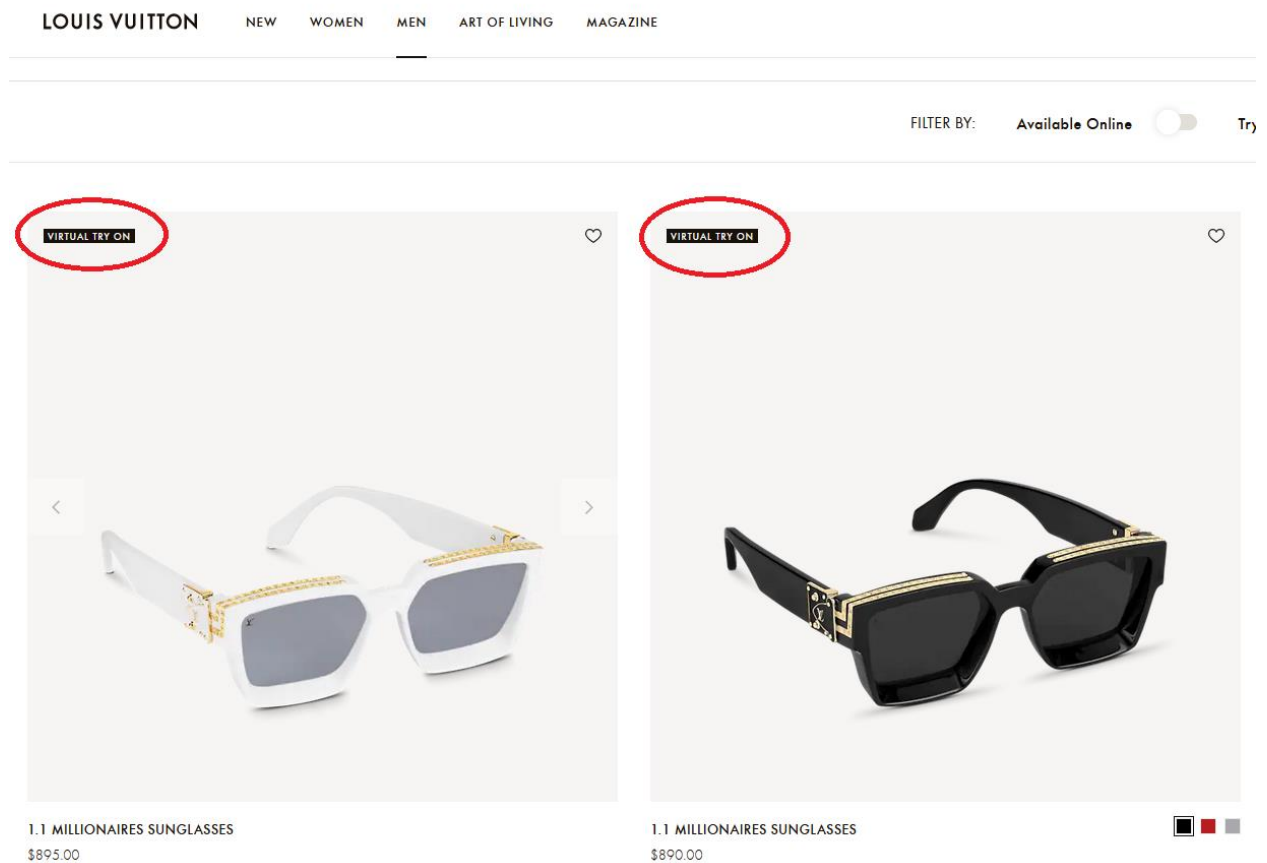 LOUIS VUITTON NEW WOMEN MEN ART OF LIVING MAGAZINE
FILTER BY: Available Online Try
VIRTUAL TRY ON VIRTUAL TRY ON
1.1 MILLIONAIRES SUNGLASSES 1.1 MILLIONAIRES SUNGLASSES
$895.00 $890.00